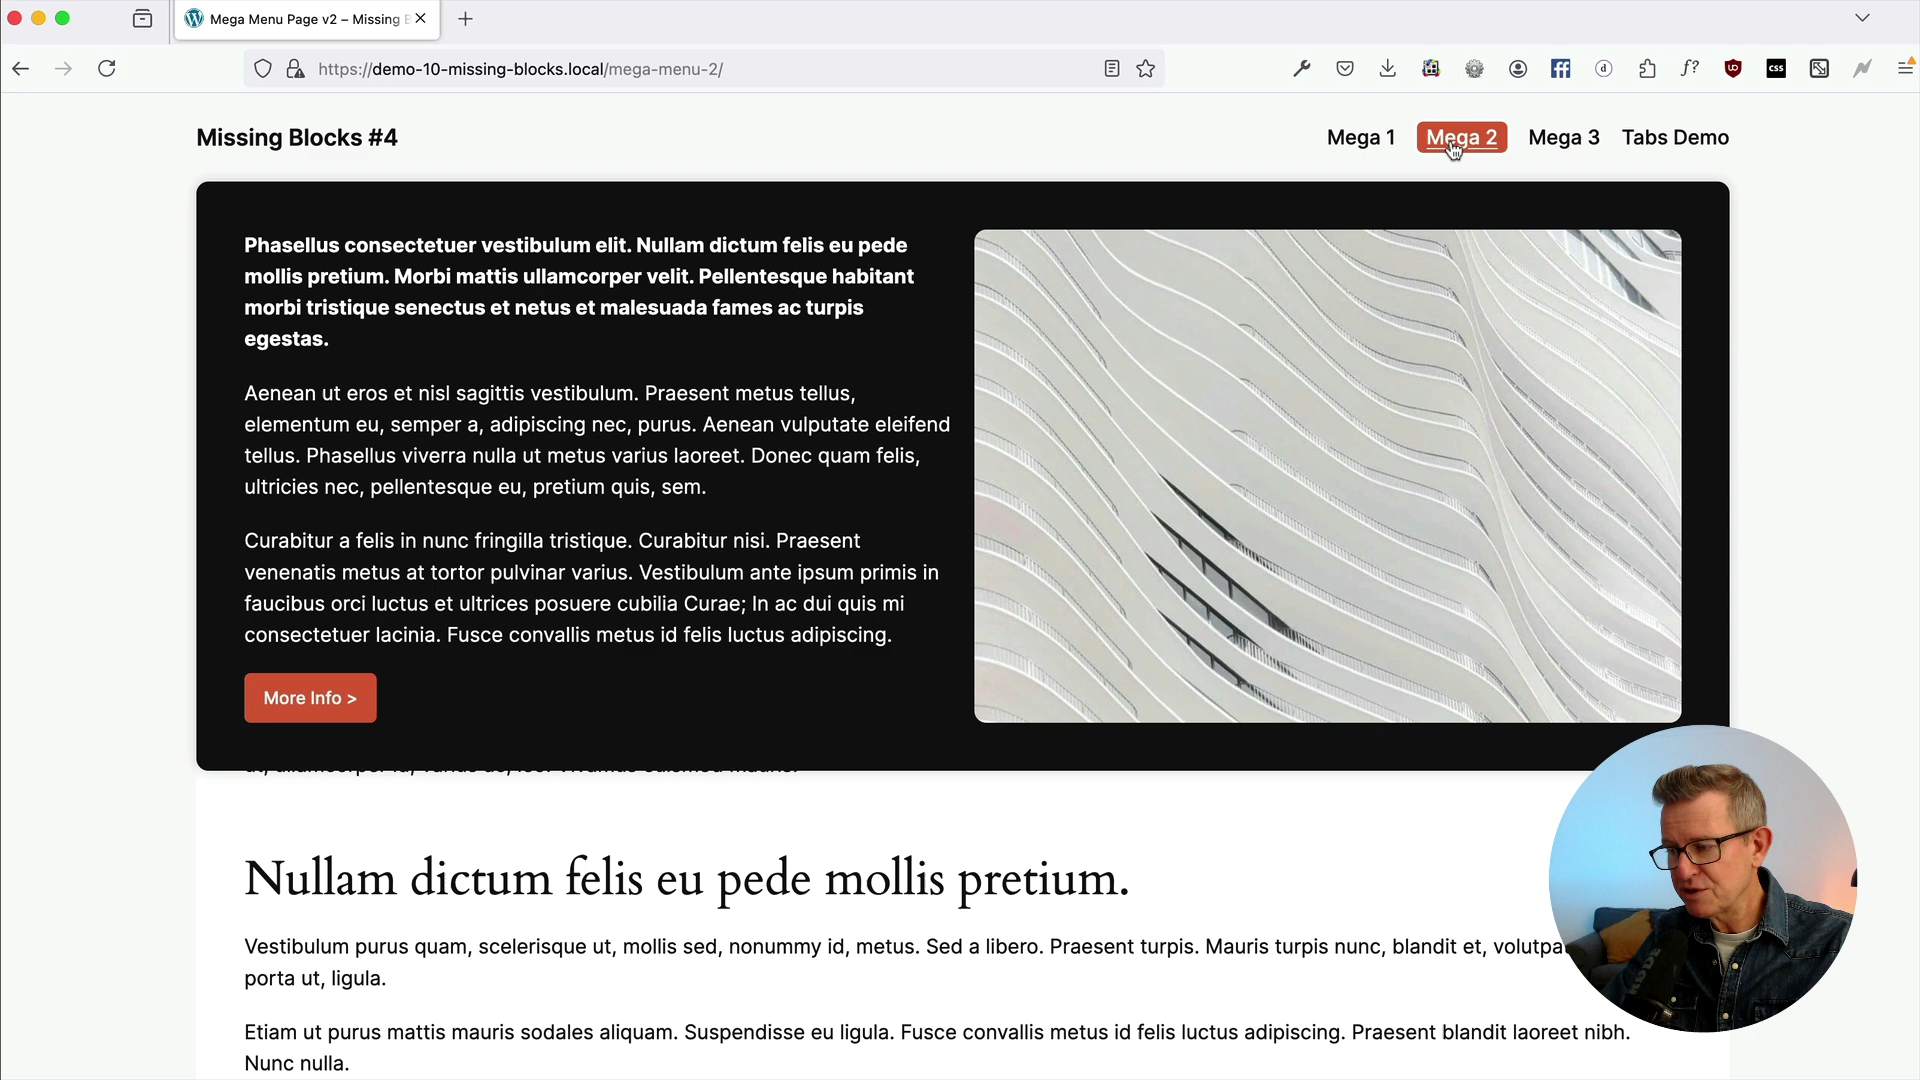 Mega Menu Page v2 – Missing B
https://demo-10-missing-blocks.local/mega-menu-2/
f?
css
Missing Blocks #4
Mega 1
Mega 2
Mega 3
Tabs Demo
Phasellus consectetuer vestibulum elit. Nullam dictum felis eu pede
mollis pretium. Morbi mattis ullamcorper velit. Pellentesque habitant
morbi tristique senectus et netus et malesuada fames ac turpis
egestas.
Aenean ut eros et nisl sagittis vestibulum. Praesent metus tellus,
elementum eu, semper a, adipiscing nec, purus. Aenean vulputate eleifend
tellus. Phasellus viverra nulla ut metus varius laoreet. Donec quam felis,
ultricies nec, pellentesque eu, pretium quis, sem.
Curabitur a felis in nunc fringilla tristique. Curabitur nisi. Praesent
venenatis metus at tortor pulvinar varius. Vestibulum ante ipsum primis in
faucibus orci luctus et ultrices posuere cubilia Curae; In ac dui quis mi
consectetuer lacinia. Fusce convallis metus id felis luctus adipiscing.
More Info >
Nullam dictum felis eu pede mollis pretium.
Vestibulum purus quam, scelerisque ut, mollis sed, nonummy id, metus. Sed a libero. Praesent turpis. Mauris turpis nunc, blandit et, volutpa
porta ut, ligula.
Etiam ut purus mattis mauris sodales aliquam. Suspendisse eu ligula. Fusce convallis metus id felis luctus adipiscing. Praesent blandit laoreet nibh.
Nunc nulla.
RODE